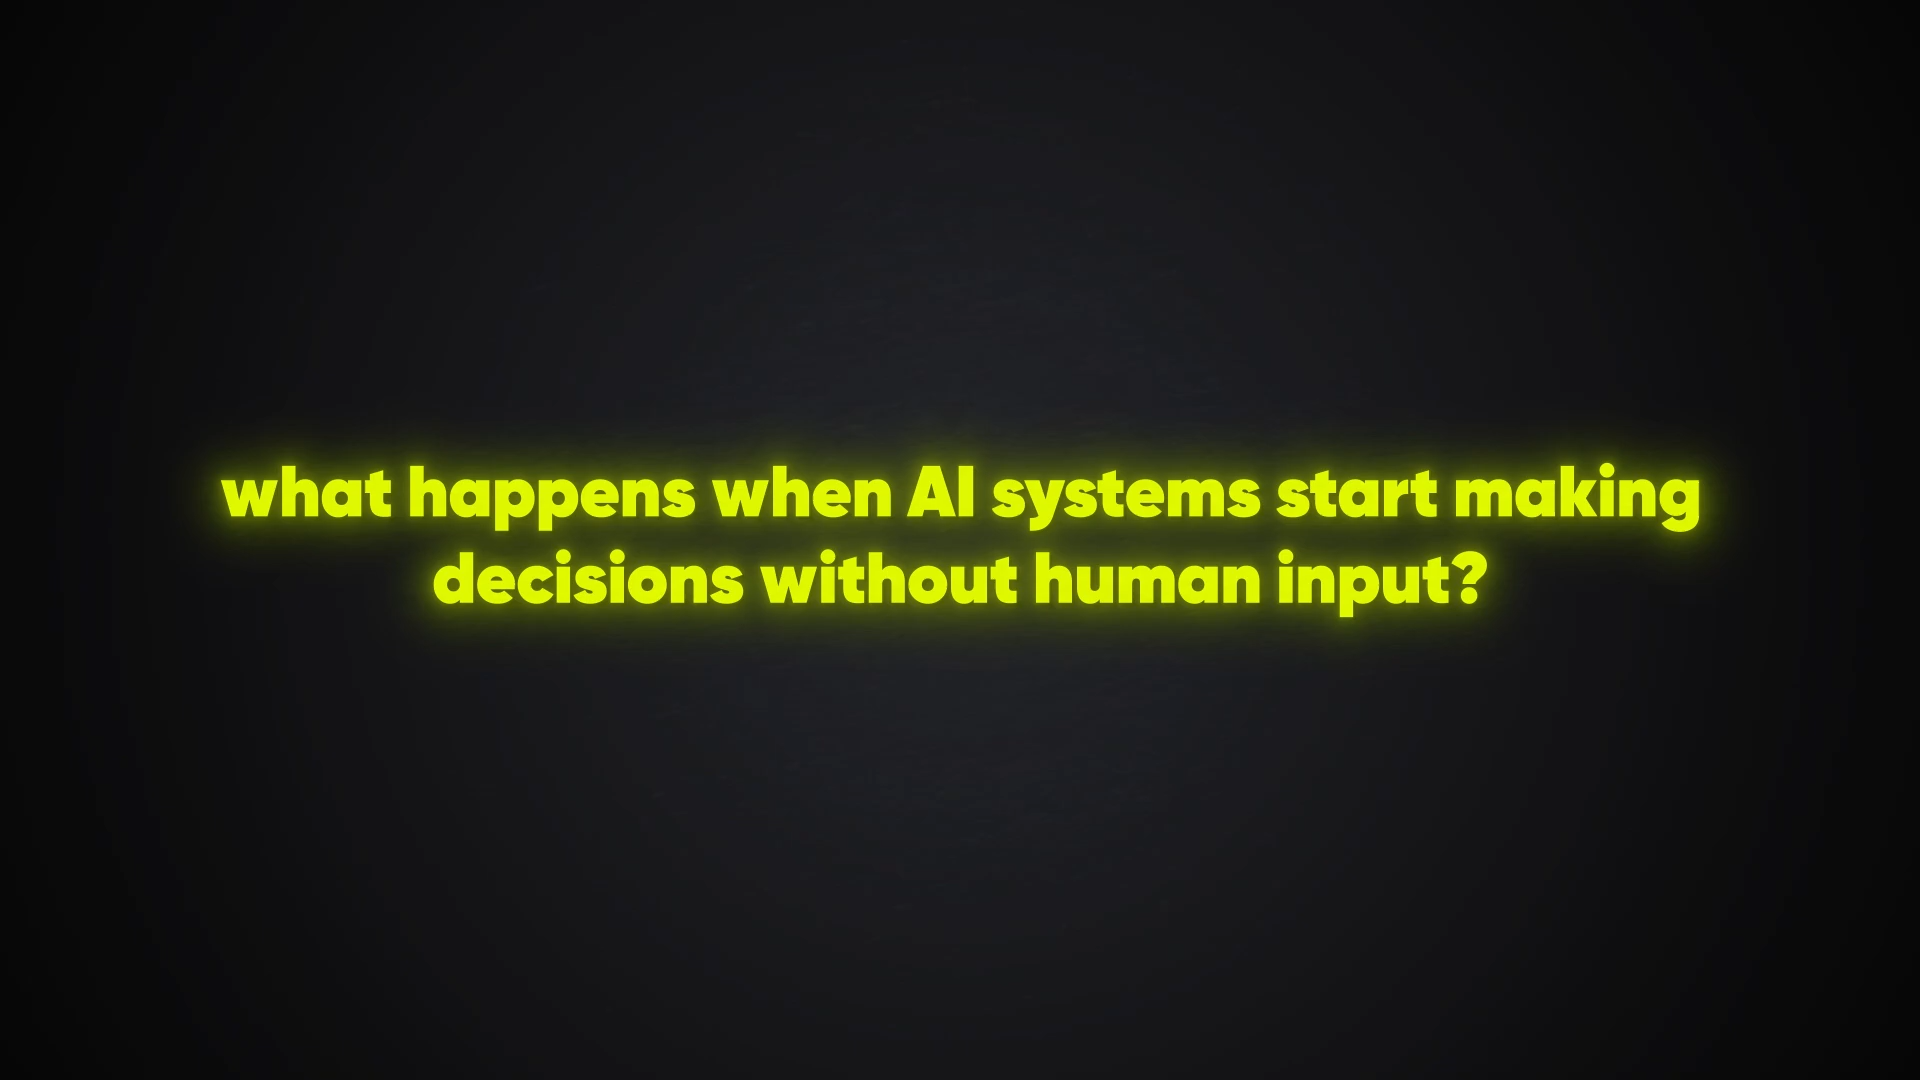 what happens when AI systems start making
decisions without human input?